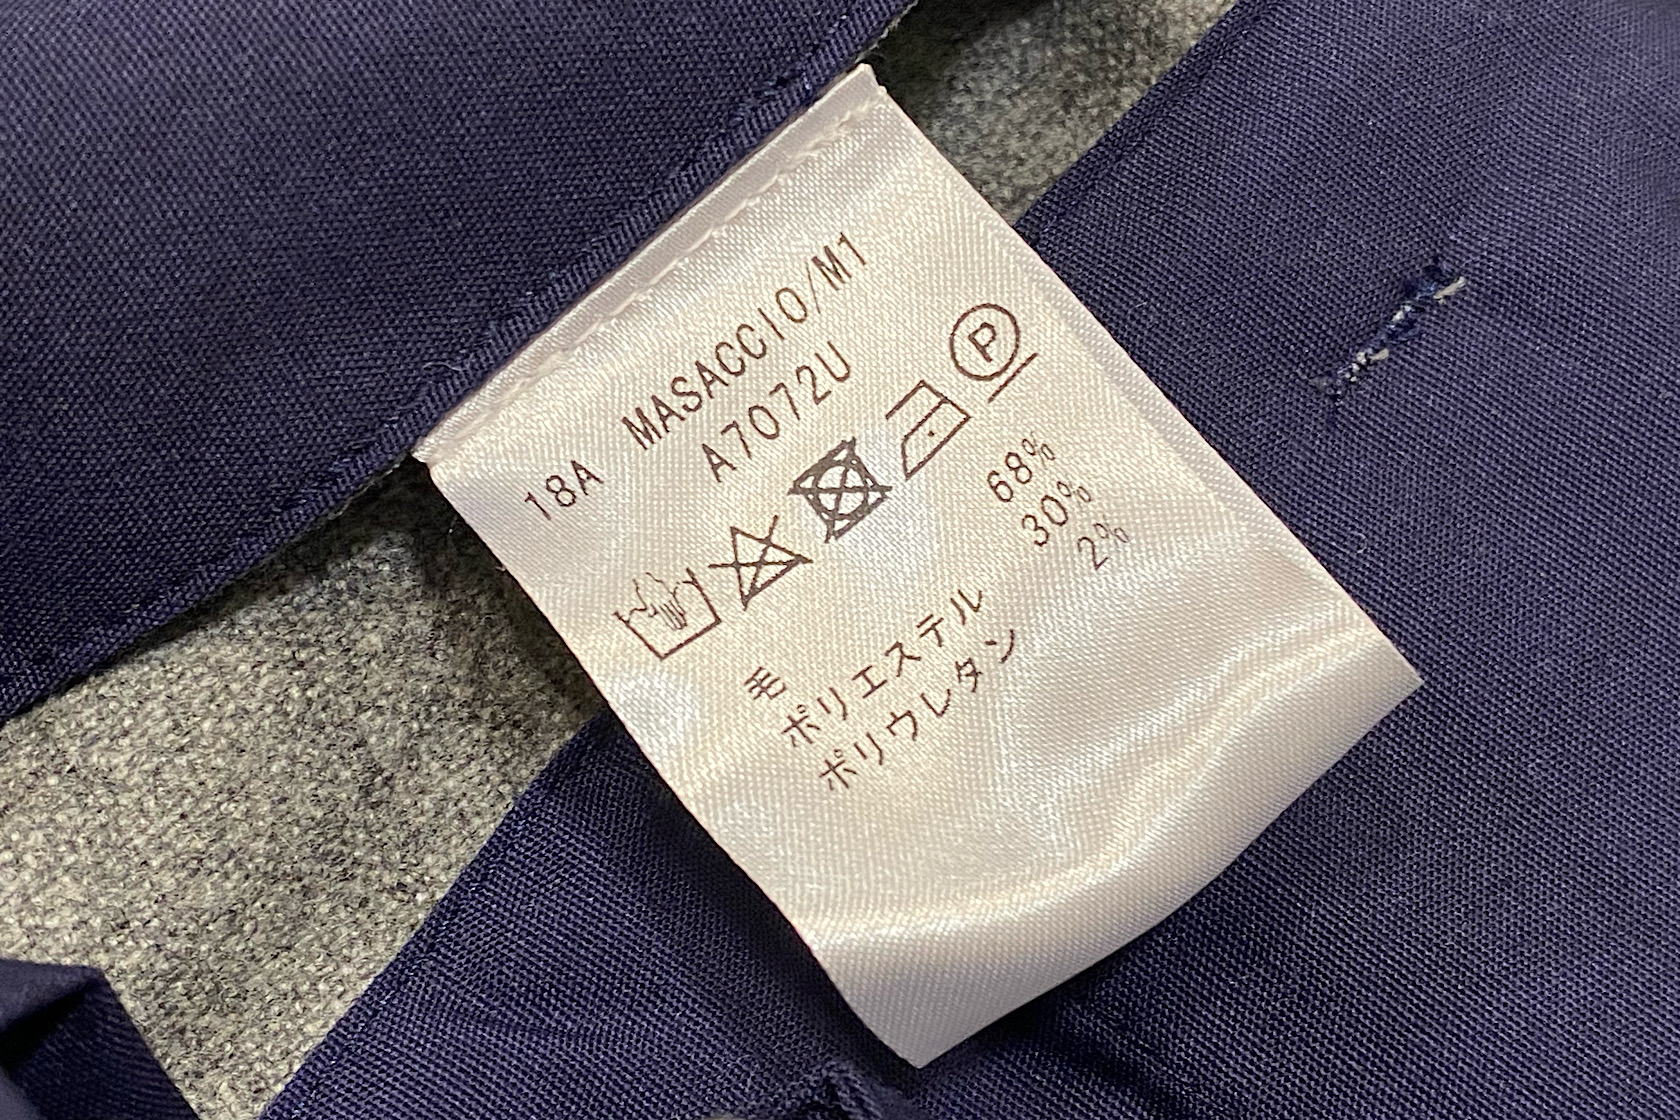 18A MASACCIO/M1
A7072U
P
毛 68%
ポリエステル 30%
ポリウレタン 2%